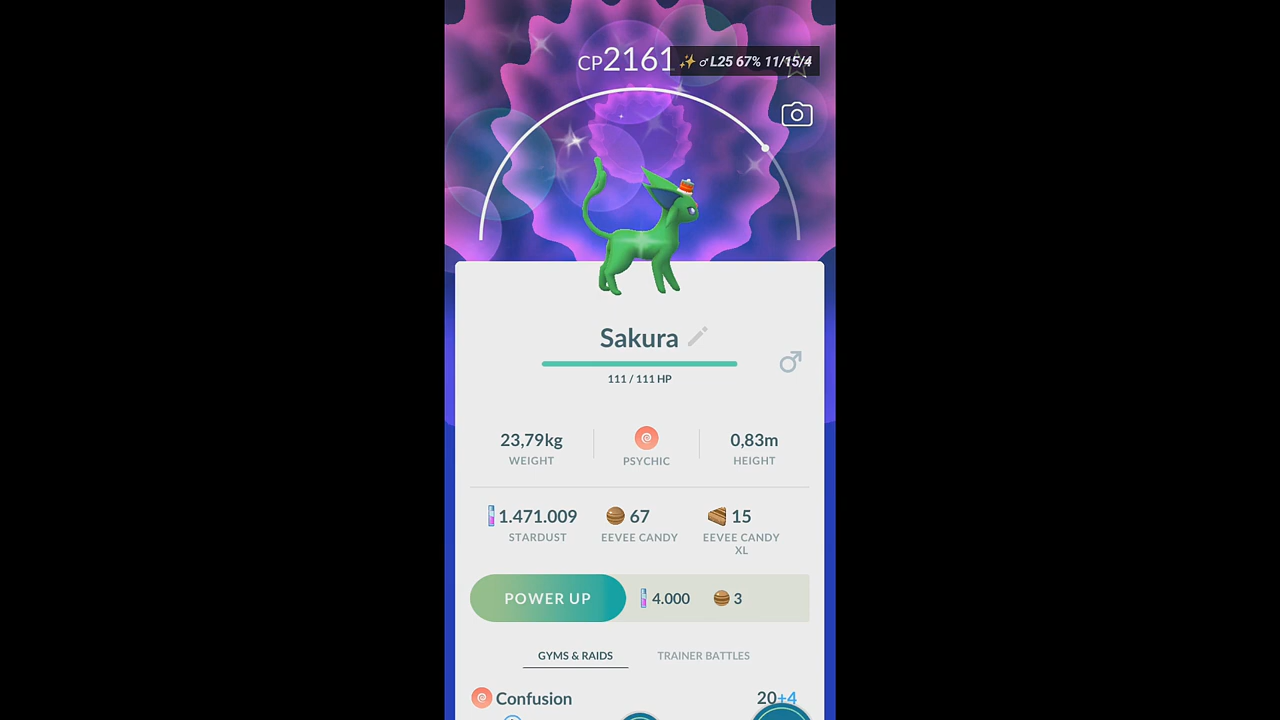 CP2161
✨♂L25 67% 11/15/4
Sakura
111 / 111 HP
23,79kg
WEIGHT
PSYCHIC
0,83m
HEIGHT
1.471.009
STARDUST
67
EEVEE CANDY
15
EEVEE CANDY
XL
POWER UP
4.000
3
GYMS & RAIDS
TRAINER BATTLES
Confusion
20+4